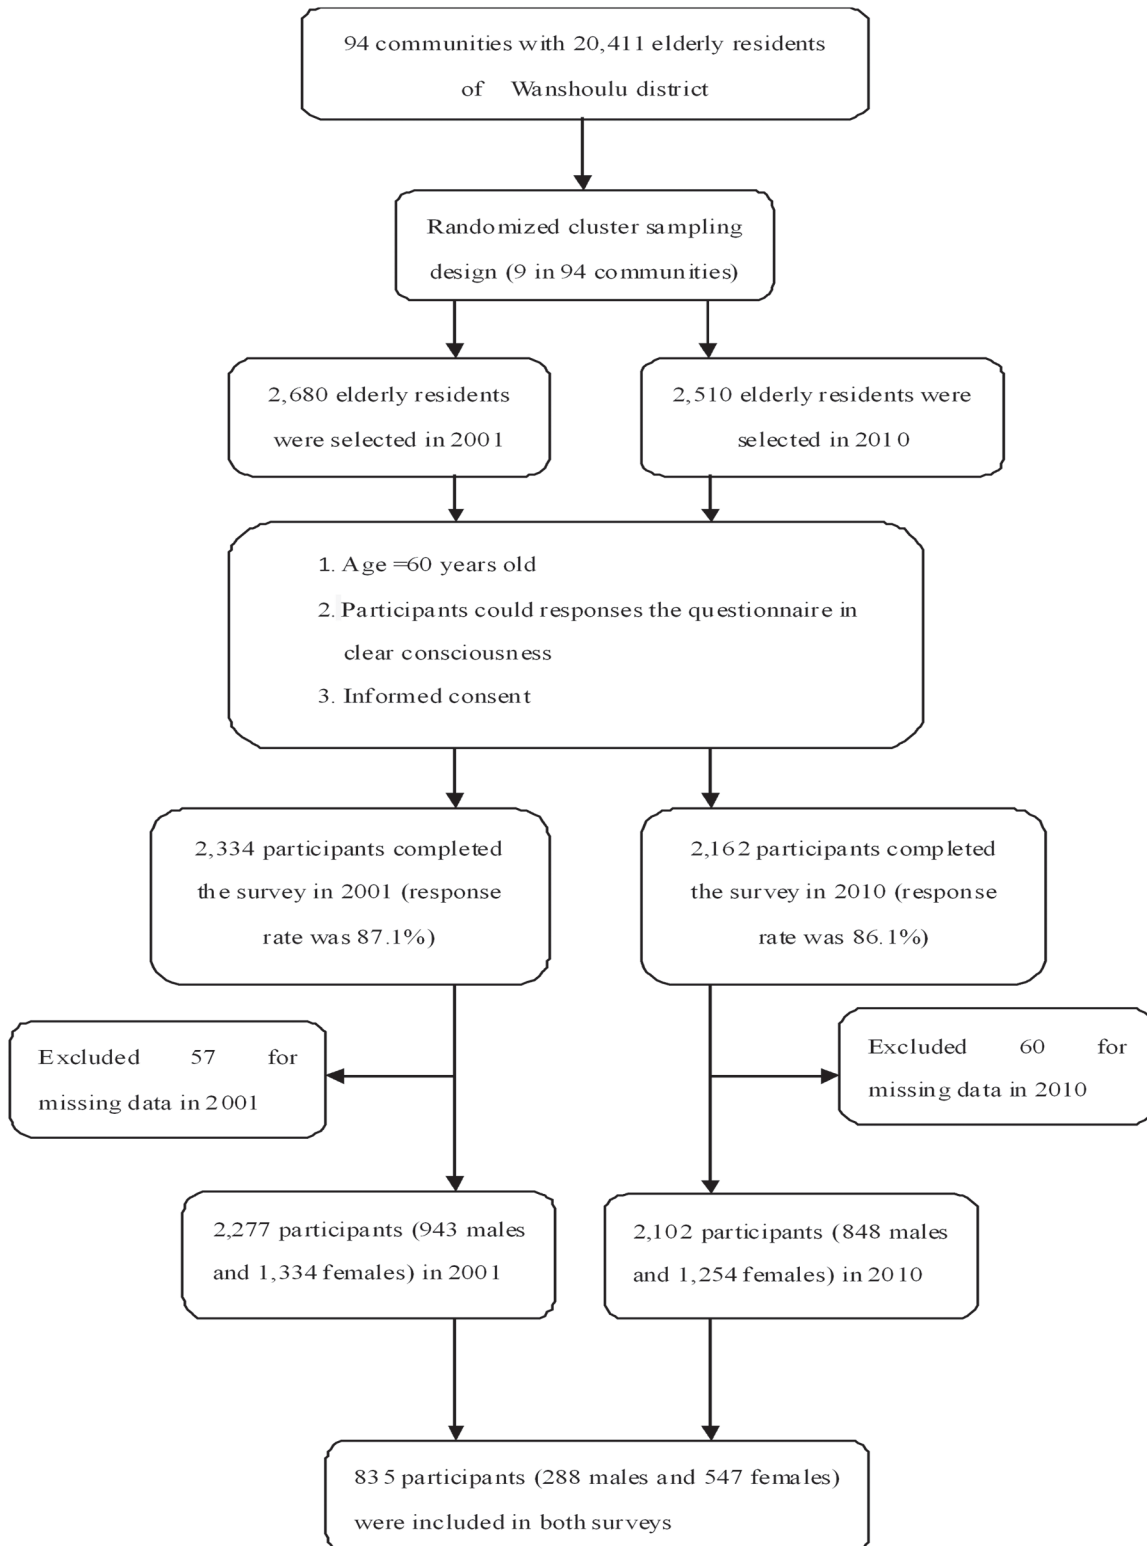 94 communities with 20,411 elderly residents
of Wanshoulu district
Randomized cluster sampling
design (9 in 94 communities)
2,680 elderly residents
were selected in 2001
2,510 elderly residents were
selected in 2010
1. Age =60 years old
2. Participants could responses the questionnaire in
clear consciousness
3. Informed consent
2,334 participants completed
the survey in 2001 (response
rate was 87.1%)
2,162 participants completed
the survey in 2010 (response
rate was 86.1%)
Excluded 57 for
missing data in 2001
Excluded 60 for
missing data in 2010
2,277 participants (943 males
and 1,334 females) in 2001
2,102 participants (848 males
and 1,254 females) in 2010
835 participants (288 males and 547 females)
were included in both surveys